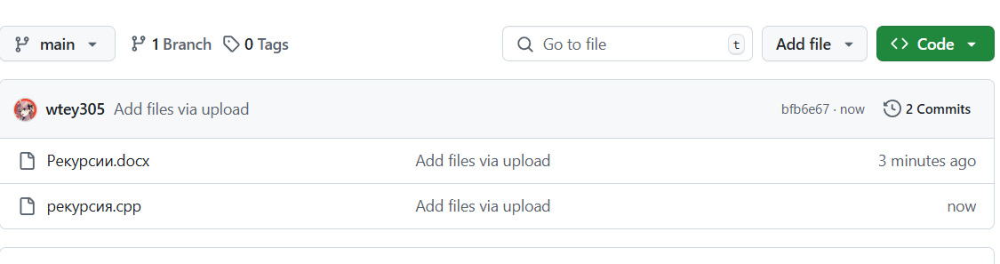 main 1 Branch 0 Tags Go to file t Add file Code
wtey305 Add files via upload bfb6e67 · now 2 Commits
Рекурсии.docx Add files via upload 3 minutes ago
рекурсия.cpp Add files via upload now